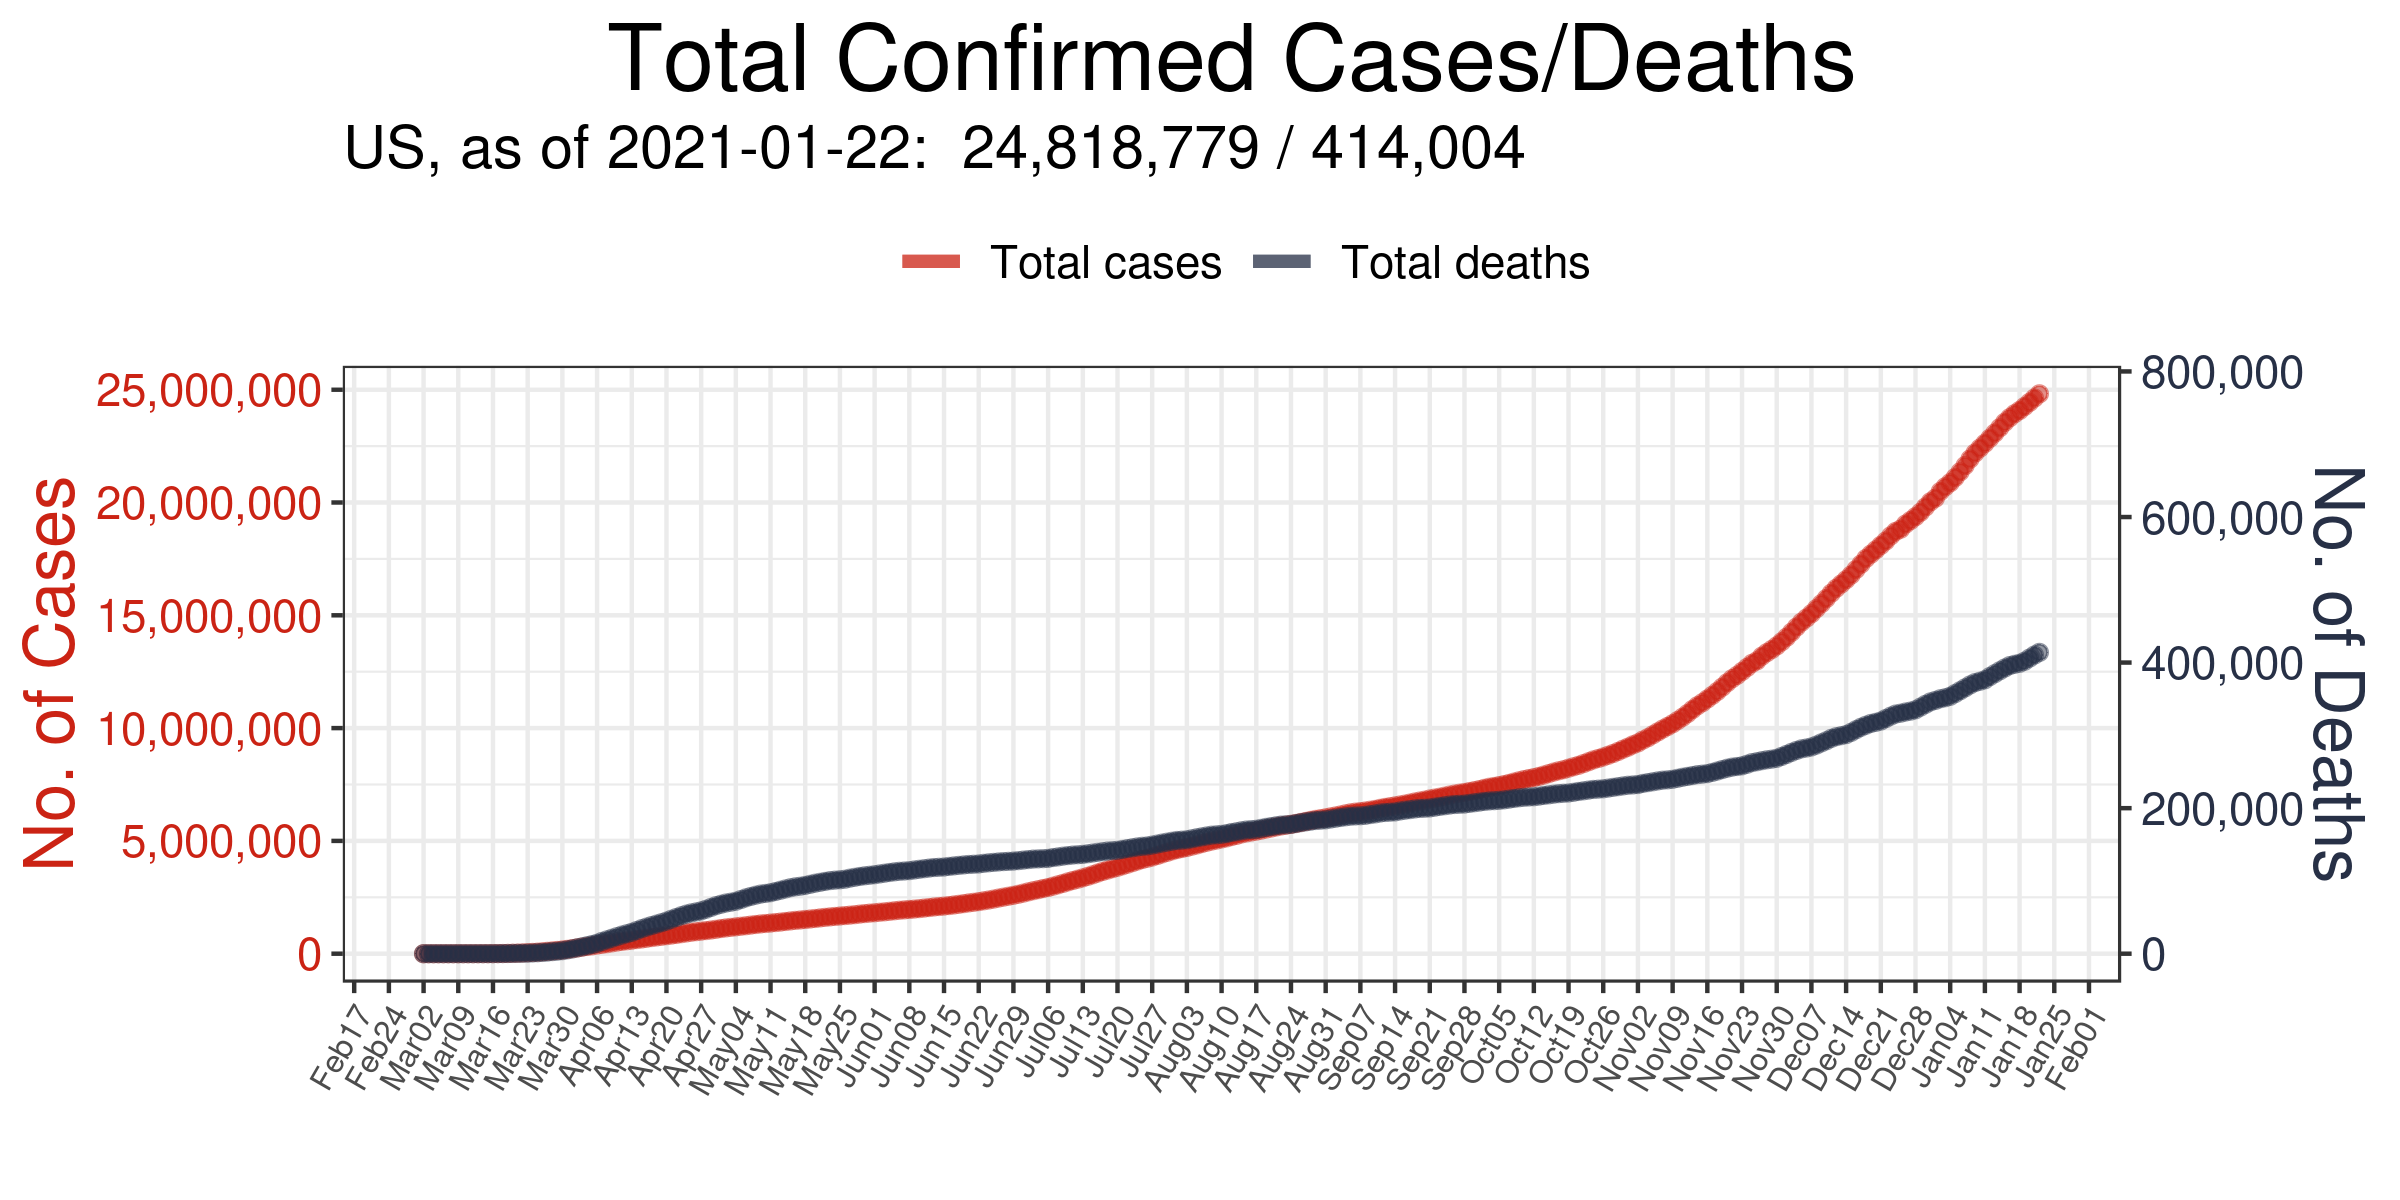 Total Confirmed Cases/Deaths
US, as of 2021-01-22:  24,818,779 / 414,004
Total cases
Total deaths
No. of Cases
25,000,000
20,000,000
15,000,000
10,000,000
5,000,000
0
800,000
600,000
400,000
200,000
0
No. of Deaths
Feb17
Feb24
Mar02
Mar09
Mar16
Mar23
Mar30
Apr06
Apr13
Apr20
Apr27
May04
May11
May18
May25
Jun01
Jun08
Jun15
Jun22
Jun29
Jul06
Jul13
Jul20
Jul27
Aug03
Aug10
Aug17
Aug24
Aug31
Sep07
Sep14
Sep21
Sep28
Oct05
Oct12
Oct19
Oct26
Nov02
Nov09
Nov16
Nov23
Nov30
Dec07
Dec14
Dec21
Dec28
Jan04
Jan11
Jan18
Jan25
Feb01